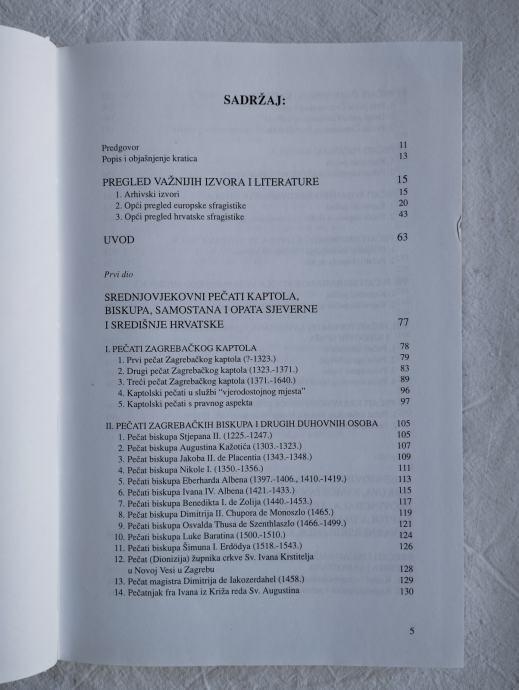 SADRŽAJ:
Predgovor 11
Popis i objašnjenje kratica 13
PREGLED VAŽNIJIH IZVORA I LITERATURE 15
1. Arhivski izvori 15
2. Opći pregled europske sfragistike 20
3. Opći pregled hrvatske sfragistike 43
UVOD 63
Prvi dio
SREDNJOVJEKOVNI PEČATI KAPTOLA,
BISKUPA, SAMOSTANA I OPATA SJEVERNE
I SREDIŠNJE HRVATSKE 77
I. PEČATI ZAGREBAČKOG KAPTOLA 78
1. Prvi pečat Zagrebačkog kaptola (?-1323.) 79
2. Drugi pečat Zagrebačkog kaptola (1323.-1371.) 83
3. Treći pečat Zagrebačkog kaptola (1371.-1640.) 89
4. Kaptolski pečati u službi "vjerodostojnog mjesta" 96
5. Kaptolski pečati s pravnog aspekta 97
II. PEČATI ZAGREBAČKIH BISKUPA I DRUGIH DUHOVNIH OSOBA 105
1. Pečat biskupa Stjepana II. (1225.-1247.) 105
2. Pečat biskupa Augustina Kažotića (1303.-1323.) 107
3. Pečat biskupa Jakoba II. de Placentia (1343.-1348.) 109
4. Pečat biskupa Nikole I. (1350.-1356.) 111
5. Pečati biskupa Eberharda Albena (1397.-1406., 1410.-1419.) 113
6. Pečat biskupa Ivana IV. Albena (1421.-1433.) 115
7. Pečat biskupa Benedikta I. de Zolija (1440.-1453.) 117
8. Pečat biskupa Dimitrija II. Chupora de Monoszlo (1465.) 119
9. Pečati biskupa Osvalda Thusa de Szenthlaszlo (1466.-1499.) 121
10. Pečat biskupa Luke Baratina (1500.-1510.) 124
11. Pečati biskupa Šimuna I. Erdödya (1518.-1543.) 126
12. Pečat (Dionizija) župnika crkve Sv. Ivana Krstitelja
u Novoj Vesi u Zagrebu 128
13. Pečat magistra Dimitrija de Iakozerdahel (1458.) 129
14. Pečatnjak fra Ivana iz Križa reda Sv. Augustina 130
5